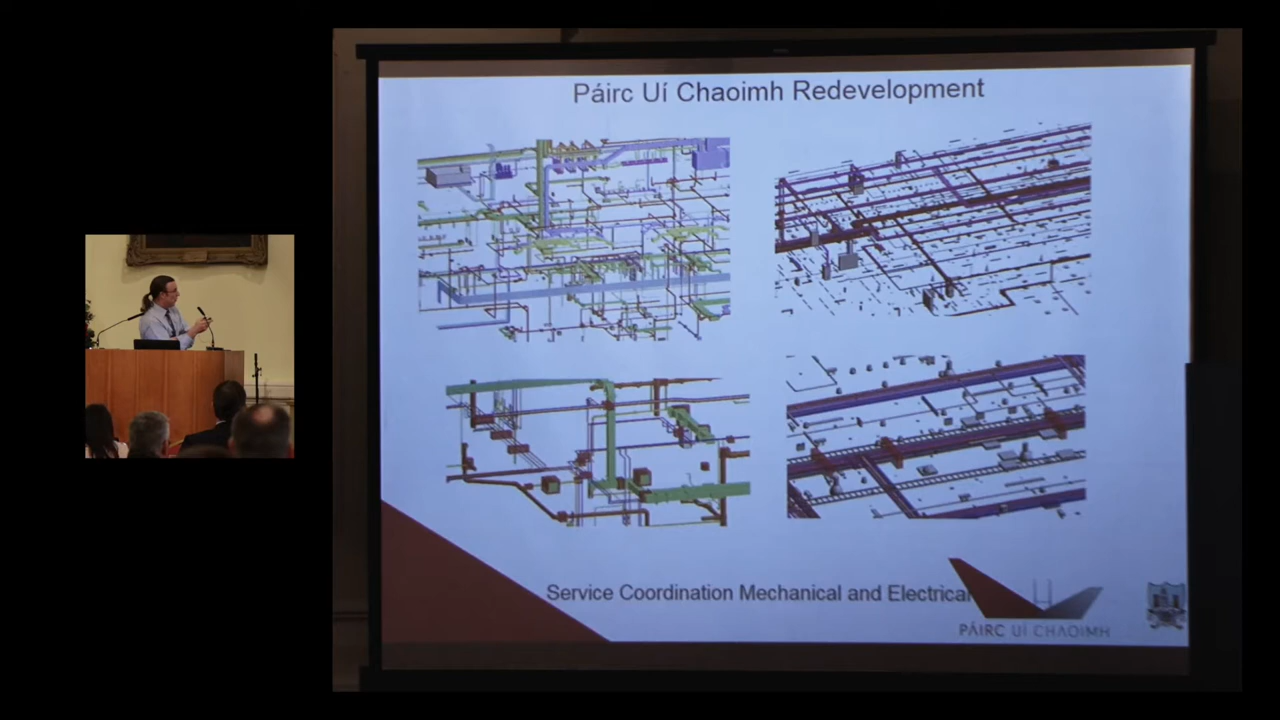 Páirc Uí Chaoimh Redevelopment
Service Coordination Mechanical and Electrical
PÁIRC UÍ CHAOIMH